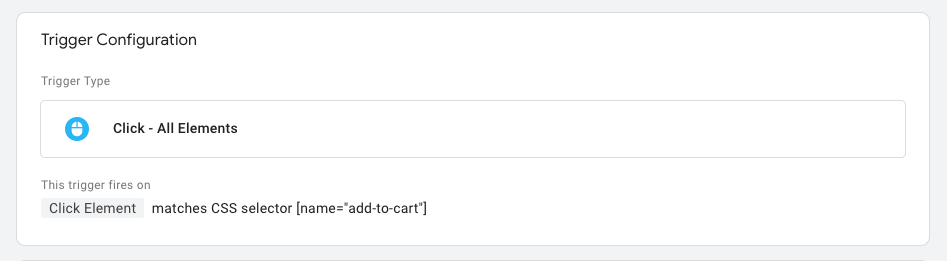 Trigger Configuration
Trigger Type
Click - All Elements
This trigger fires on
Click Element matches CSS selector [name="add-to-cart"]